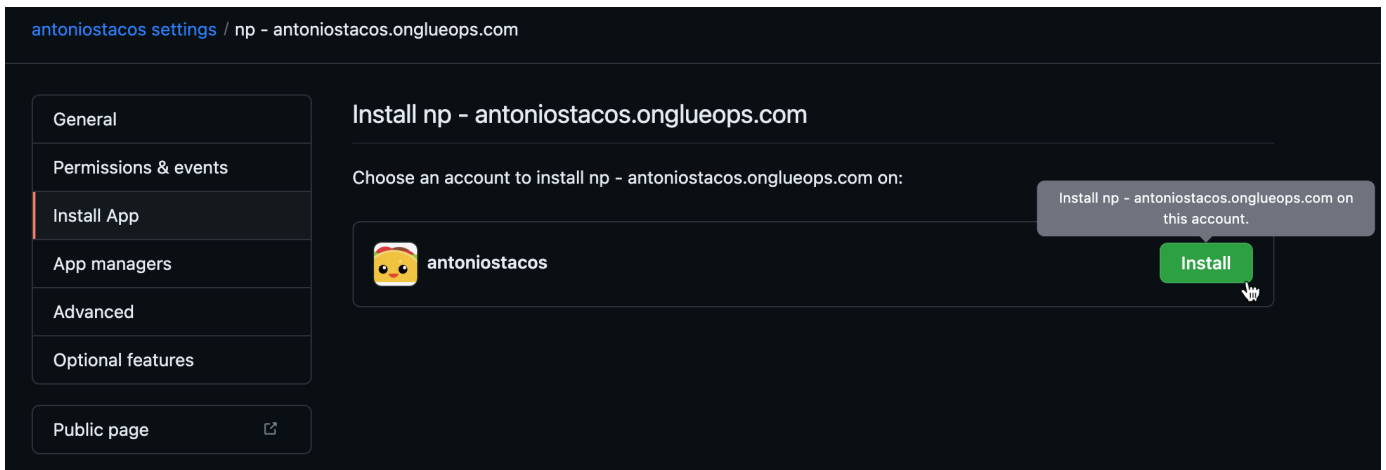 antoniostacos settings / np - antoniostacos.onglueops.com
General
Permissions & events
Install App
App managers
Advanced
Optional features
Public page
Install np - antoniostacos.onglueops.com
Choose an account to install np - antoniostacos.onglueops.com on:
Install np - antoniostacos.onglueops.com on
this account.
antoniostacos
Install